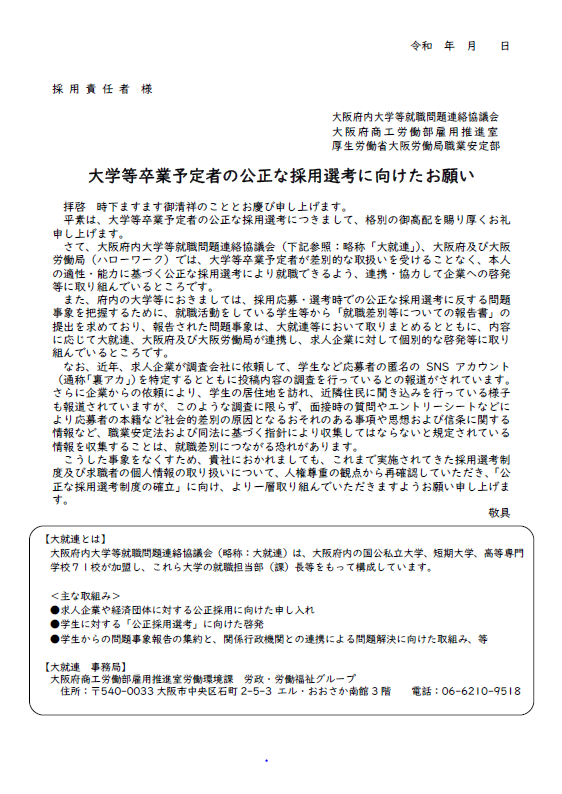 令和　年　月　　日
採 用 責 任 者　様
大阪府内大学等就職問題連絡協議会
大阪府商工労働部雇用推進室
厚生労働省大阪労働局職業安定部
大学等卒業予定者の公正な採用選考に向けたお願い
拝啓　時下ますます御清祥のこととお慶び申し上げます。
平素は、大学等卒業予定者の公正な採用選考につきまして、格別の御高配を賜り厚くお礼
申し上げます。
さて、大阪府内大学等就職問題連絡協議会（下記参照：略称「大就連」）、大阪府及び大阪
労働局（ハローワーク）では、大学等卒業予定者が差別的な取扱いを受けることなく、本人
の適性・能力に基づく公正な採用選考により就職できるよう、連携・協力して企業への啓発
等に取り組んでいるところです。
また、府内の大学等におきましては、採用応募・選考時での公正な採用選考に反する問題
事象を把握するために、就職活動をしている学生等から「就職差別等についての報告書」の
提出を求めており、報告された問題事象は、大就連等において取りまとめるとともに、内容
に応じて大就連、大阪府及び大阪労働局が連携し、求人企業に対して個別的な啓発等に取り
組んでいるところです。
なお、近年、求人企業が調査会社に依頼して、学生など応募者の匿名の SNS アカウント
（通称「裏アカ」）を特定するとともに投稿内容の調査を行っているとの報道がされています。
さらに企業からの依頼により、学生の居住地を訪れ、近隣住民に聞き込みを行っている様子
も報道されていますが、このような調査に限らず、面接時の質問やエントリーシートなどに
より応募者の本籍など社会的差別の原因となるおそれのある事項や思想および信条に関する
情報など、職業安定法および同法に基づく指針により収集してはならないと規定されている
情報を収集することは、就職差別につながる恐れがあります。
こうした事象をなくすため、貴社におかれましても、これまで実施されてきた採用選考制
度及び求職者の個人情報の取り扱いについて、人権尊重の観点から再確認していただき、「公
正な採用選考制度の確立」に向け、より一層取り組んでいただきますようお願い申し上げま
す。
敬具
【大就連とは】
大阪府内大学等就職問題連絡協議会（略称：大就連）は、大阪府内の国公私立大学、短期大学、高等専門
学校７１校が加盟し、これら大学の就職担当部（課）長等をもって構成しています。
＜主な取組み＞
●求人企業や経済団体に対する公正採用に向けた申し入れ
●学生に対する「公正採用選考」に向けた啓発
●学生からの問題事象報告の集約と、関係行政機関との連携による問題解決に向けた取組み、等
【大就連　事務局】
大阪府商工労働部雇用推進室労働環境課　労政・労働福祉グループ
住所：〒540-0033 大阪市中央区石町 2-5-3 エル・おおさか南館 3 階　　電話：06-6210-9518